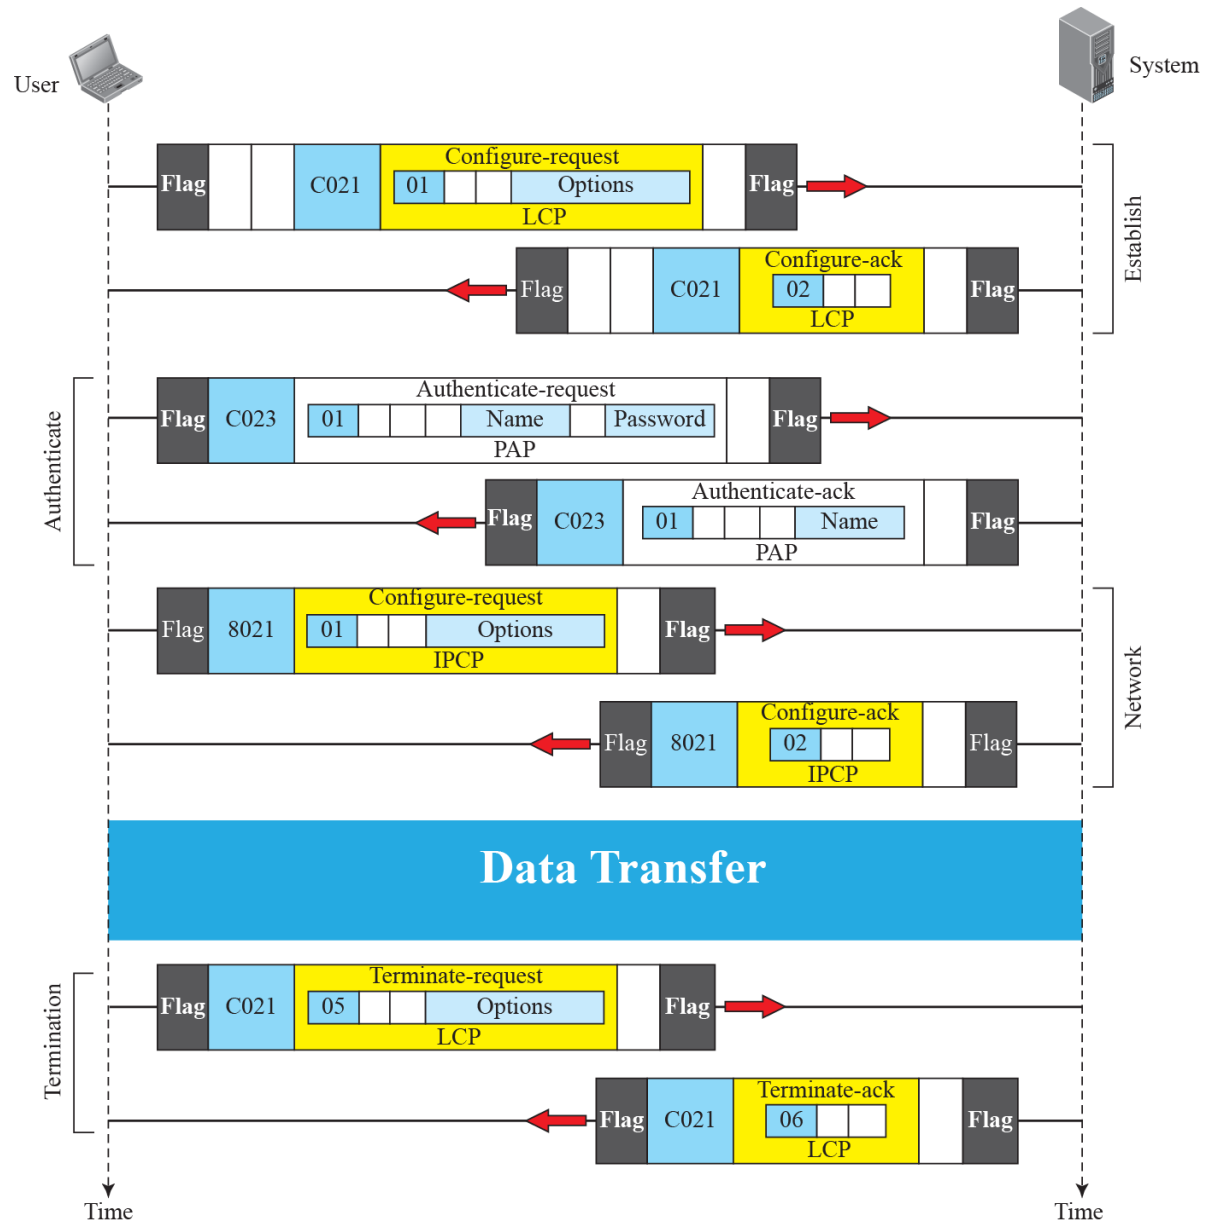 User
System
Configure-request
Flag C021 01 Options Flag
LCP
Configure-ack
Flag C021 02 Flag
LCP
Establish
Authenticate-request
Flag C023 01 Name Password Flag
PAP
Authenticate-ack
Flag C023 01 Name Flag
PAP
Authenticate
Configure-request
Flag 8021 01 Options Flag
IPCP
Configure-ack
Flag 8021 02 Flag
IPCP
Network
Data Transfer
Terminate-request
Flag C021 05 Options Flag
LCP
Terminate-ack
Flag C021 06 Flag
LCP
Termination
Time
Time